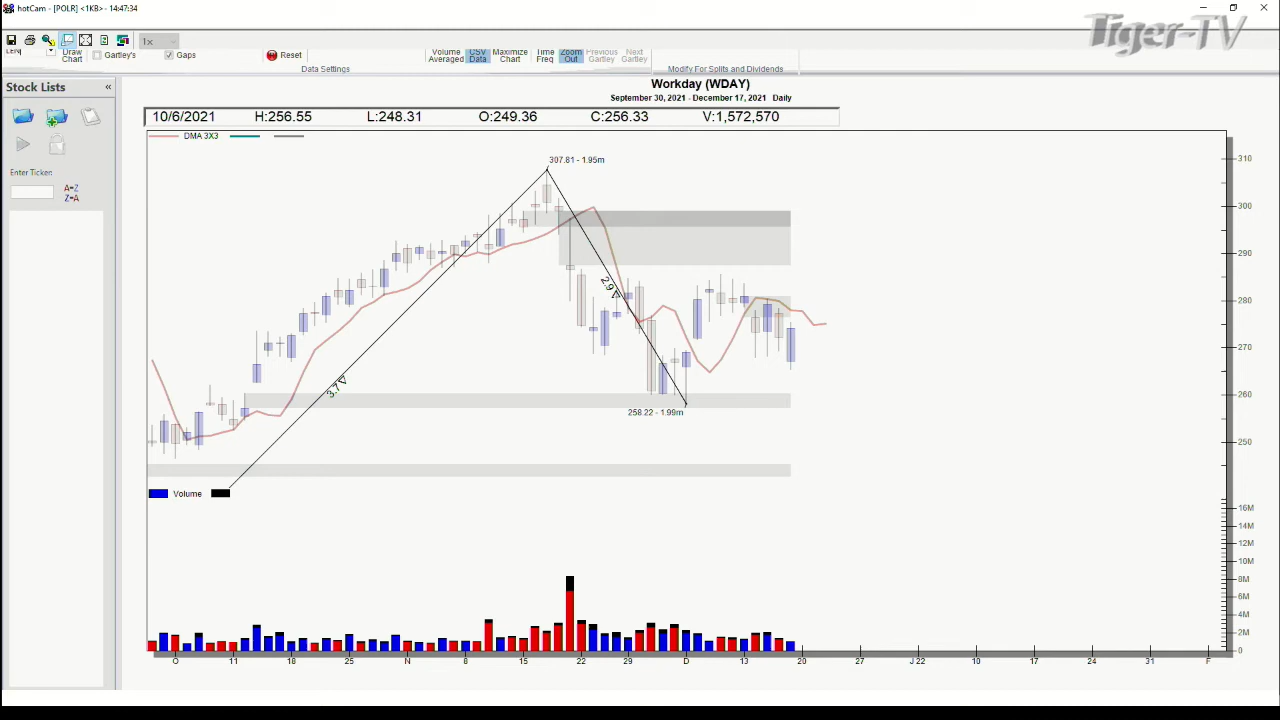 hotCam - [POLR] <1KB> - 14:47:34
Tiger-TV
1x
Draw Chart
Gartley's
Gaps
Reset
Volume Averaged
CSV Data
Maximize Chart
Time Freq
Zoom Out
Previous Gartley
Next Gartley
Data Settings
Modify For Splits and Dividends
Stock Lists «
Enter Ticker:
A=Z
Z=A
Workday (WDAY)
September 30, 2021 - December 17, 2021 Daily
10/6/2021 H:256.55 L:248.31 O:249.36 C:256.33 V:1,572,570
DMA 3X3
307.81 - 1.95m
310
300
290
280
270
260
250
2.9
3.7
258.22 - 1.99m
Volume
16M
14M
12M
10M
8M
6M
4M
2M
0
O 11 18 25 N 8 15 22 29 D 13 20 27 J 22 10 17 24 31 F